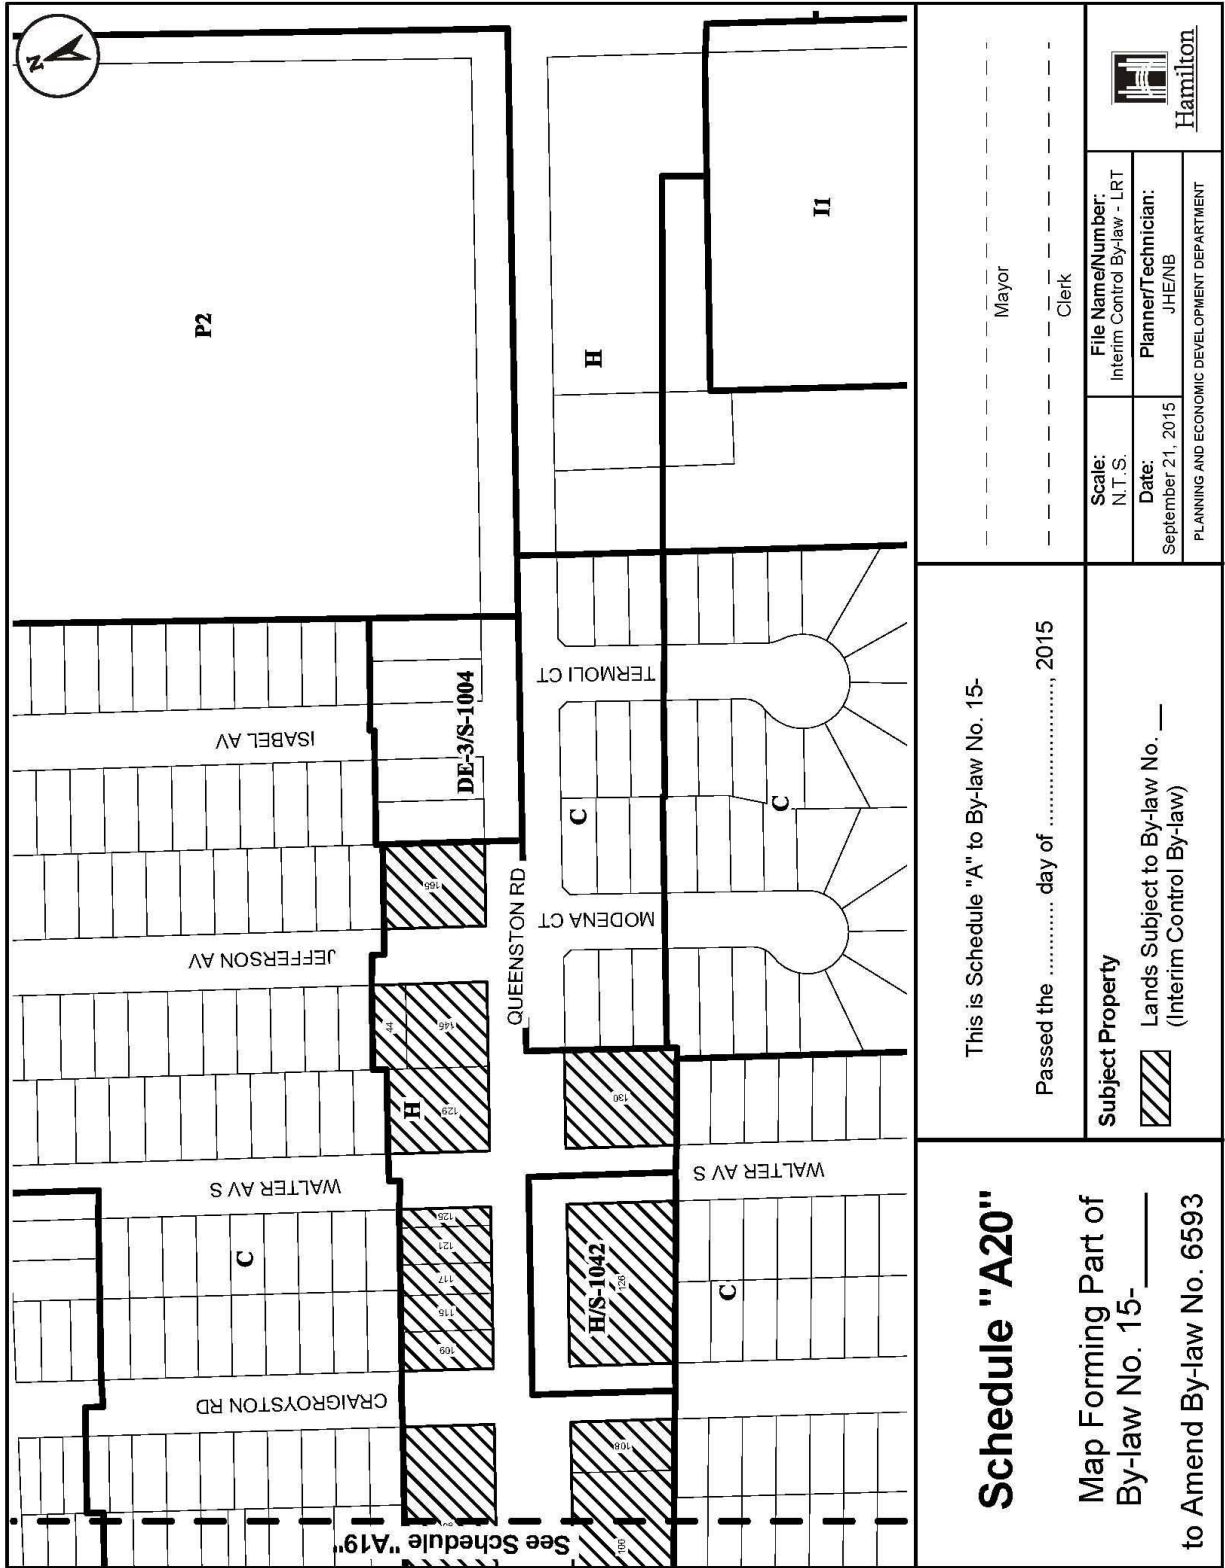 N
P2
I1
H
DE-3/S-1004
C
C
ISABEL AV
TERMOLI CT
JEFFERSON AV
QUEENSTON RD
MODENA CT
165
44
145
129
H
130
WALTER AV S
WALTER AV S
C
125
121
117
115
109
H/S-1042
126
C
CRAIGROYSTON RD
108
100
See Schedule "A19"
Schedule "A20"
Map Forming Part of
By-law No. 15-____
to Amend By-law No. 6593
This is Schedule "A" to By-law No. 15-
Passed the ............ day of ........................, 2015
Subject Property
Lands Subject to By-law No. __
(Interim Control By-law)
Mayor
Clerk
Scale:
N.T.S.
File Name/Number:
Interim Control By-law - LRT
Date:
September 21, 2015
Planner/Technician:
JHE/NB
PLANNING AND ECONOMIC DEVELOPMENT DEPARTMENT
Hamilton